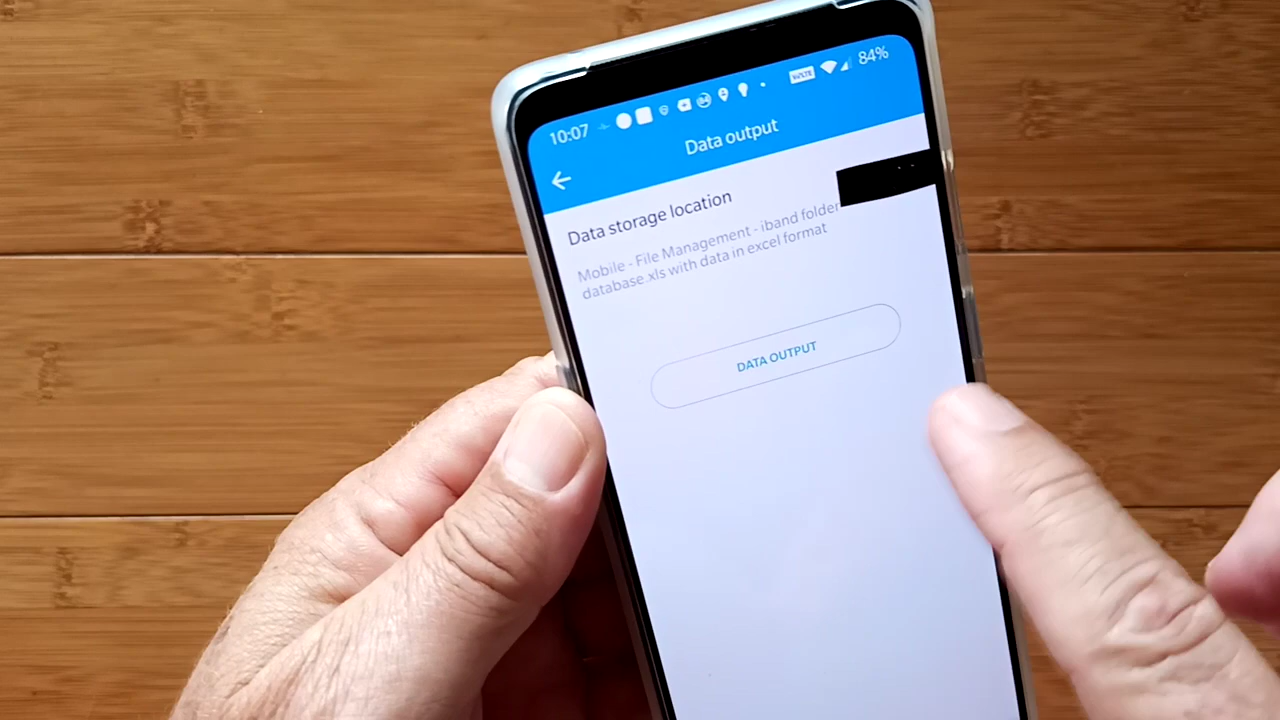 10:07 VoLTE 84%
Data output
Data storage location
Mobile - File Management - iband folder
database.xls with data in excel format
DATA OUTPUT